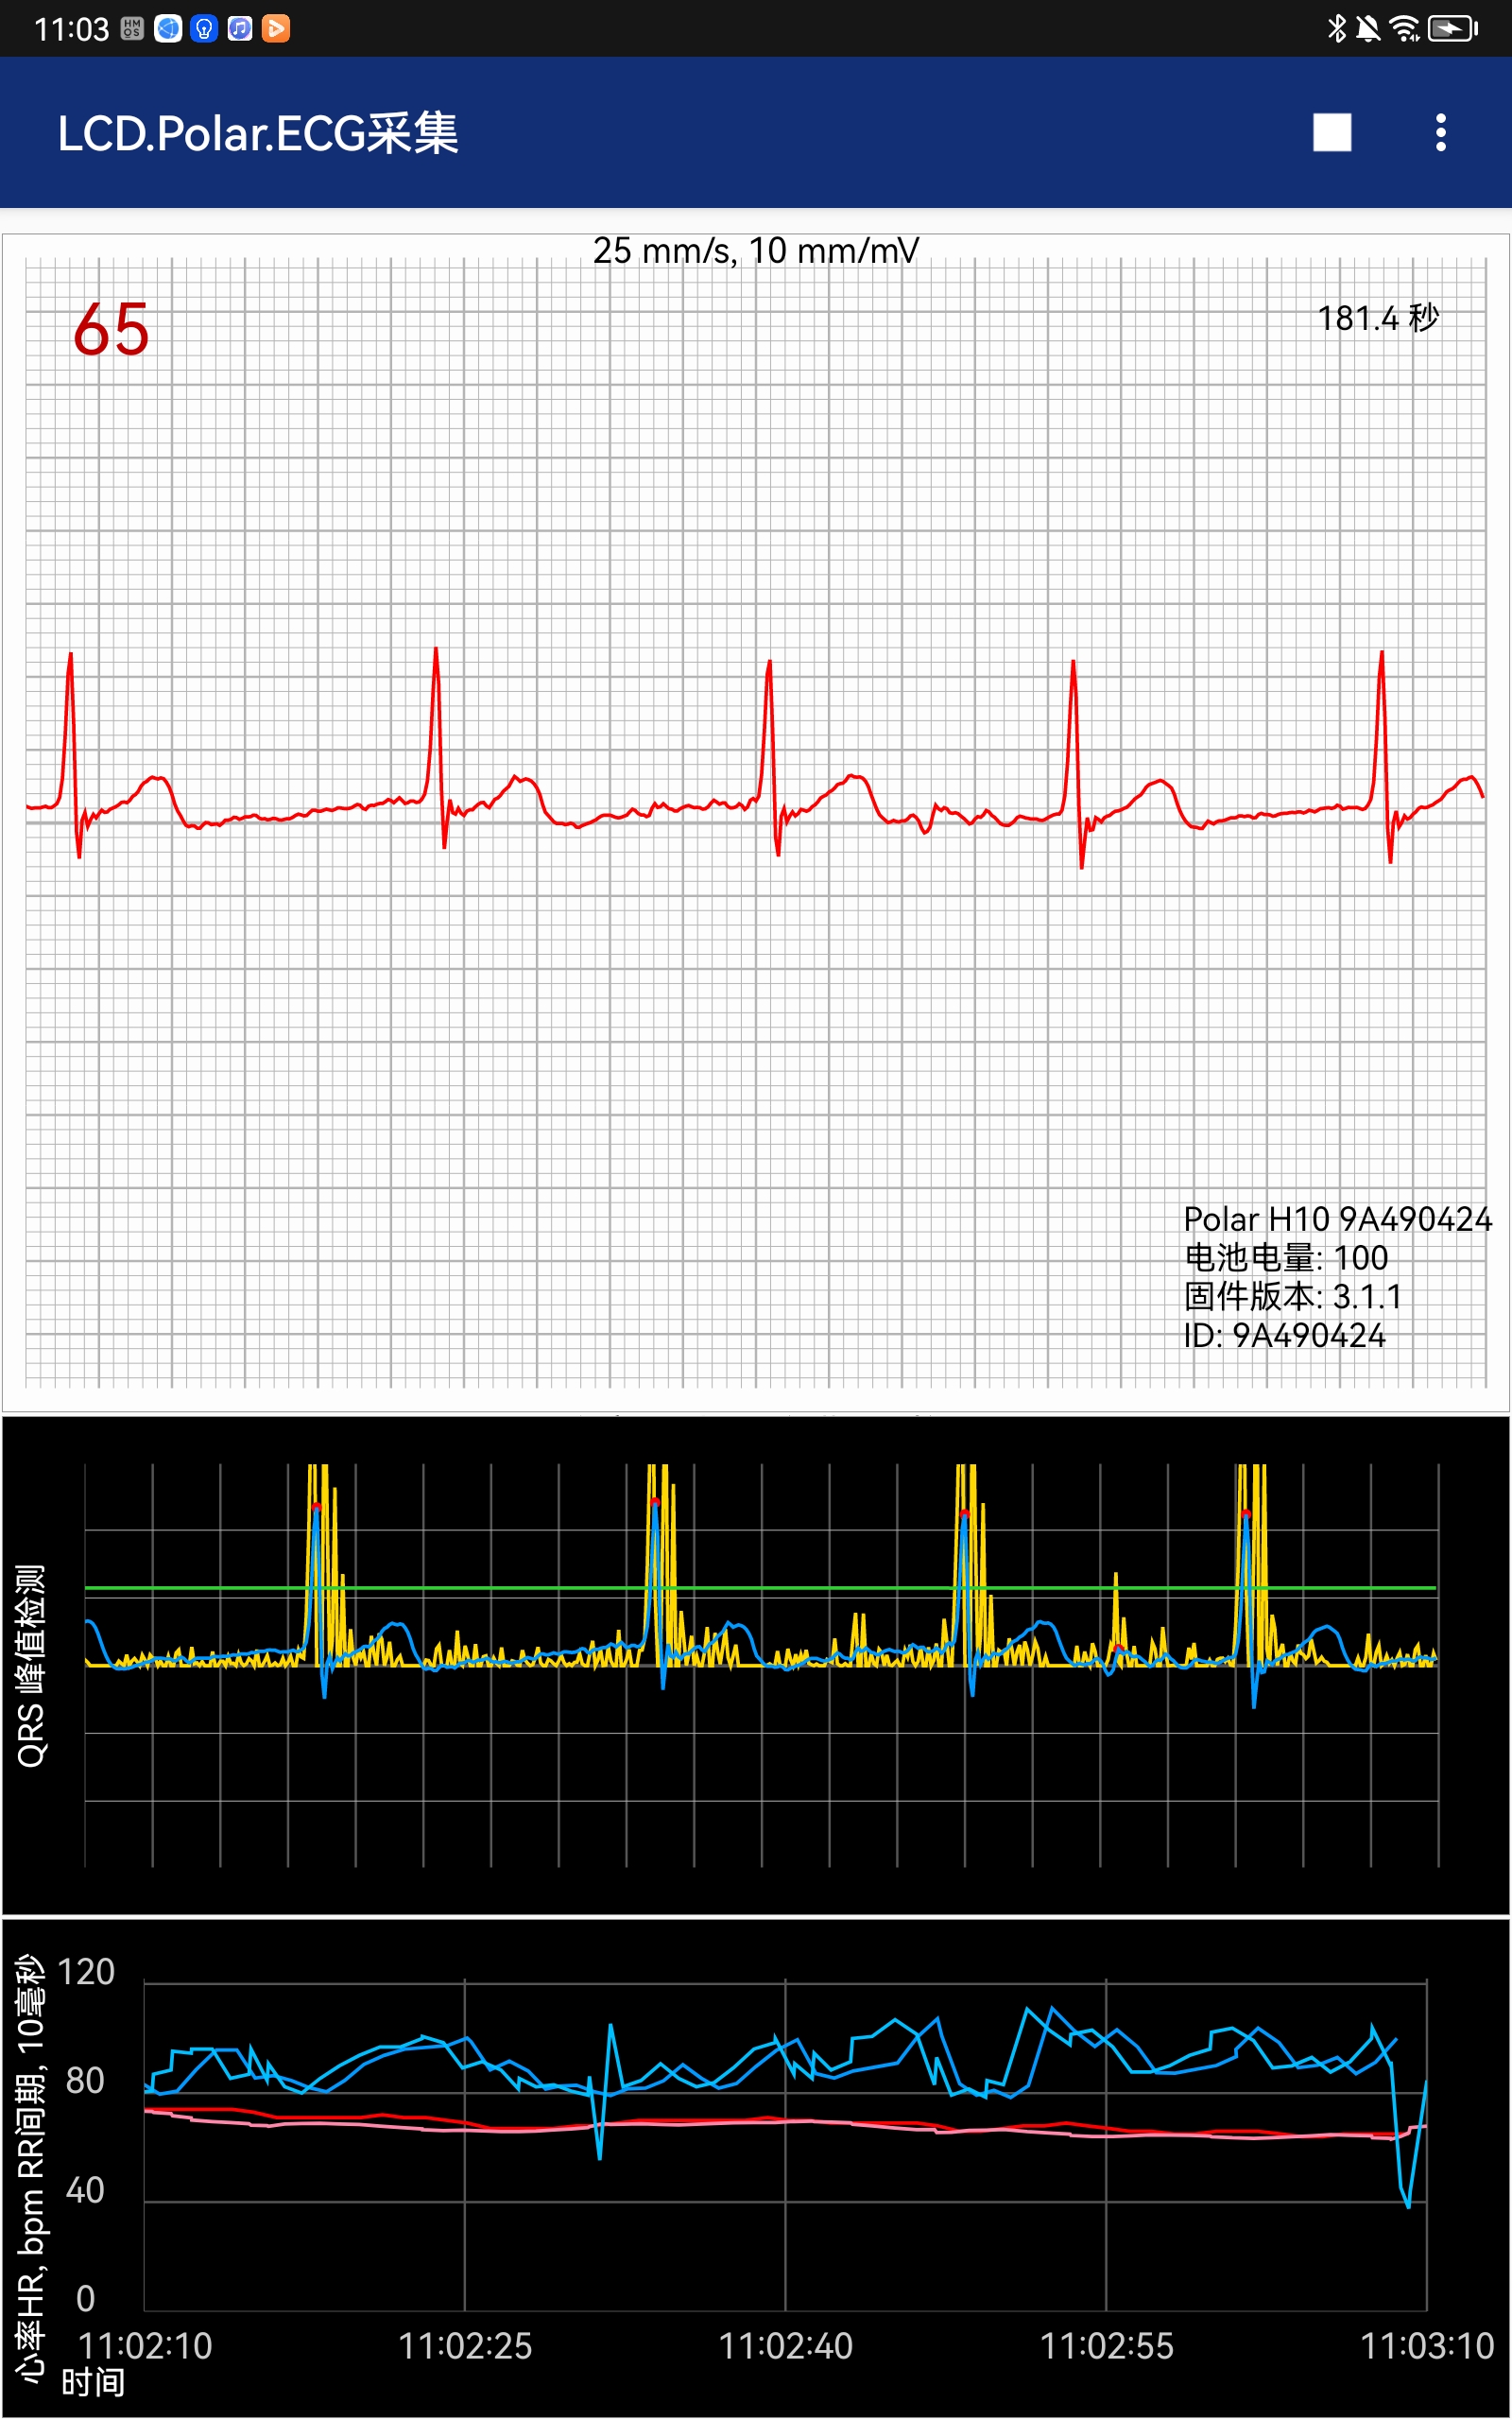 11:03
HM
OS
LCD.Polar.ECG采集
25 mm/s, 10 mm/mV
65
181.4 秒
Polar H10 9A490424
电池电量: 100
固件版本: 3.1.1
ID: 9A490424
QRS 峰值检测
心率HR, bpm RR间期, 10毫秒
120
80
40
0
11:02:10
11:02:25
11:02:40
11:02:55
11:03:10
时间